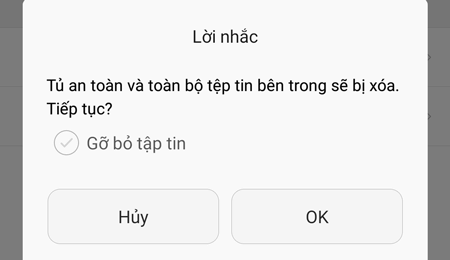 Lời nhắc
Tủ an toàn và toàn bộ tệp tin bên trong sẽ bị xóa.
Tiếp tục?
Gỡ bỏ tập tin
Hủy
OK